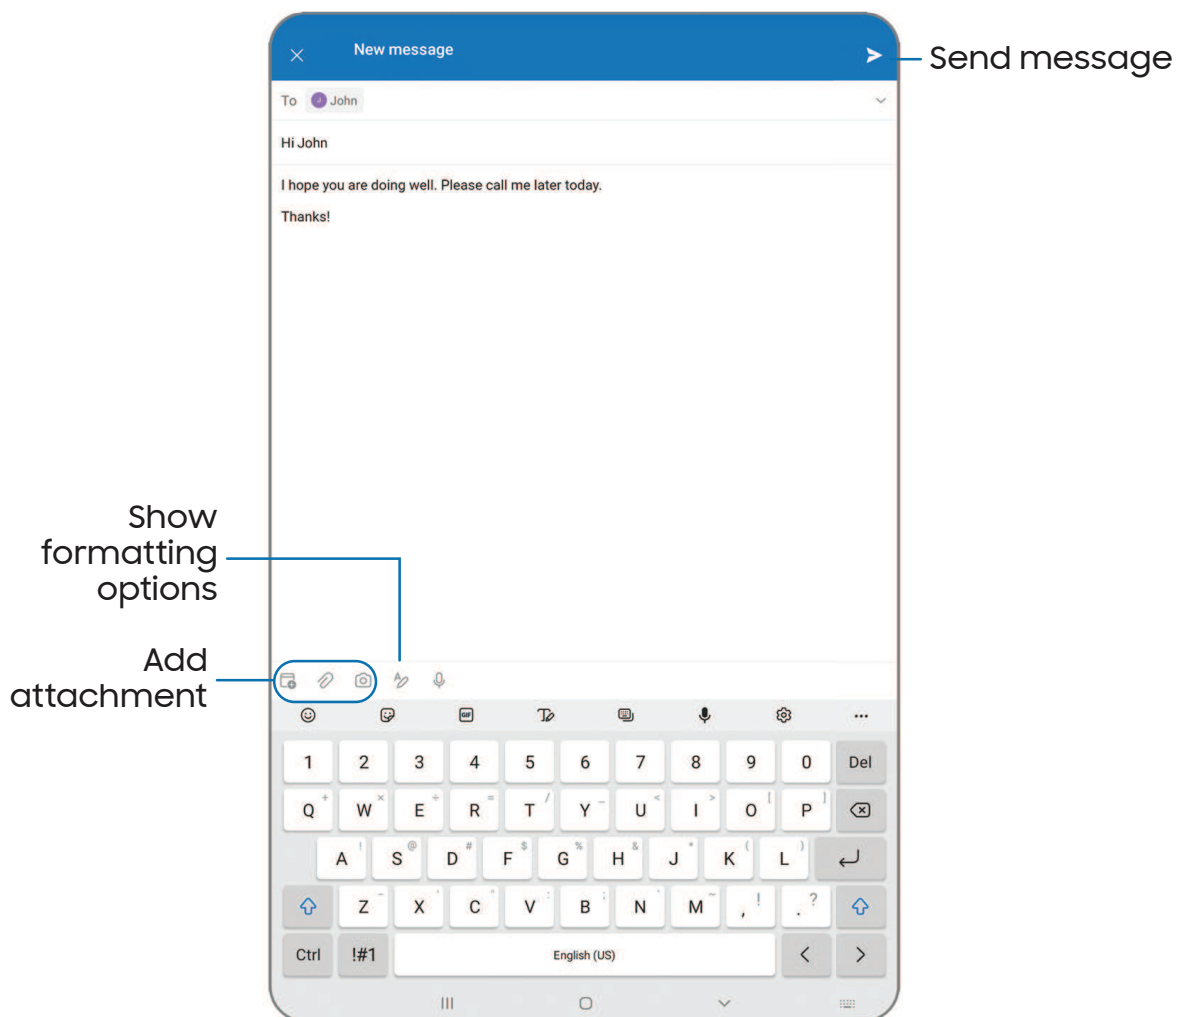 New message
Send message
To J John
Hi John
I hope you are doing well. Please call me later today.
Thanks!
Show
formatting
options
Add
attachment
GIF
1 2 3 4 5 6 7 8 9 0 Del
Q + W × E ÷ R = T / Y _ U < I > O [ P ]
A ! S @ D # F $ G % H & J * K ( L )
Z - X ' C " V : B ; N ` M ~ , ! . ?
Ctrl !#1 English (US) < >